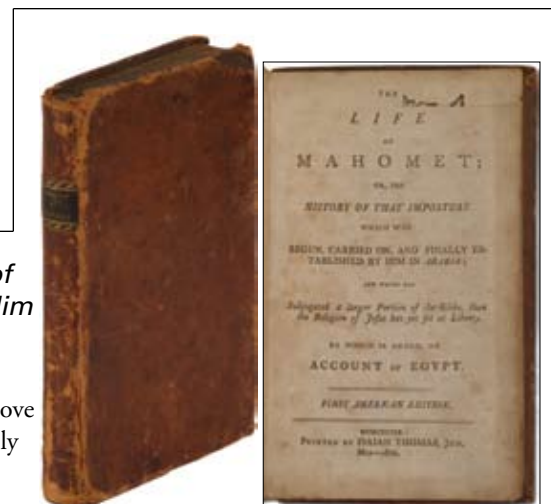 of
Him
ove
ly
THE
LIFE
OF
MAHOMET;
OR, THE
HISTORY OF THAT IMPOSTURE
WHICH WAS
BEGUN, CARRIED ON, AND FINALLY ES-
TABLISHED BY HIM IN ARABIA;
AND WHICH HAS
Subjugated a larger Portion of the Globe, than
the Religion of Jesus has yet set at Liberty.
TO WHICH IS ADDED, AN
ACCOUNT OF EGYPT.
FIRST AMERICAN EDITION.
WORCESTER:
PRINTED BY ISAIAH THOMAS, JUN.